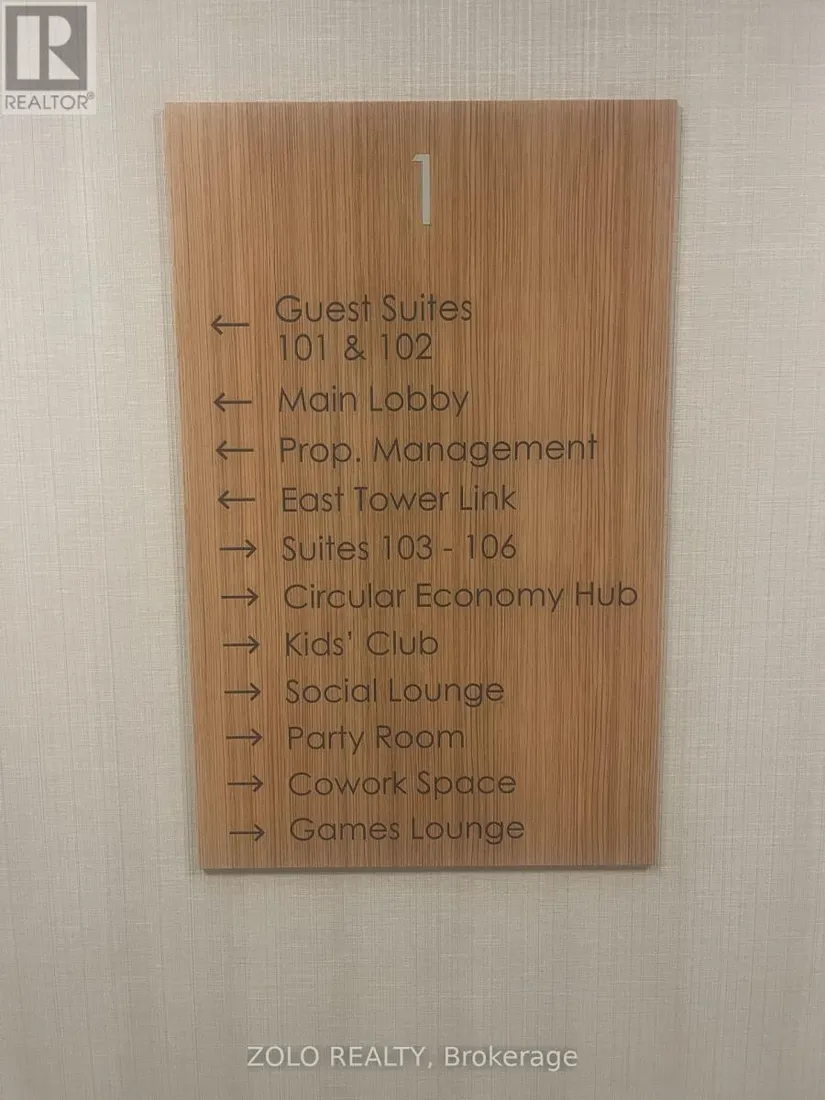 R
REALTOR®
1
← Guest Suites
101 & 102
← Main Lobby
← Prop. Management
← East Tower Link
→ Suites 103 - 106
→ Circular Economy Hub
→ Kids' Club
→ Social Lounge
→ Party Room
→ Cowork Space
→ Games Lounge
ZOLO REALTY, Brokerage